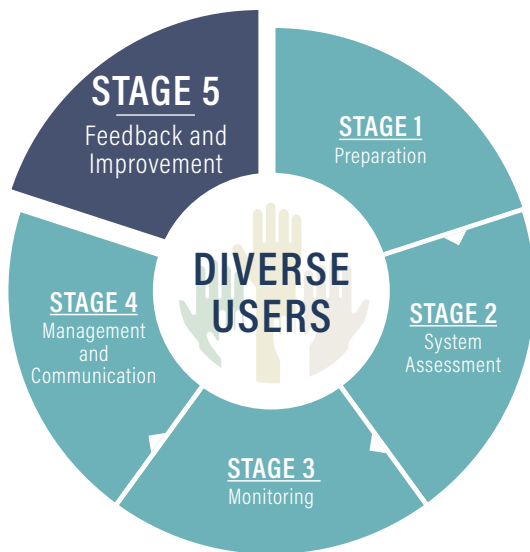 STAGE 1
Preparation
STAGE 2
System
Assessment
STAGE 3
Monitoring
STAGE 4
Management
and
Communication
STAGE 5
Feedback and
Improvement
DIVERSE
USERS